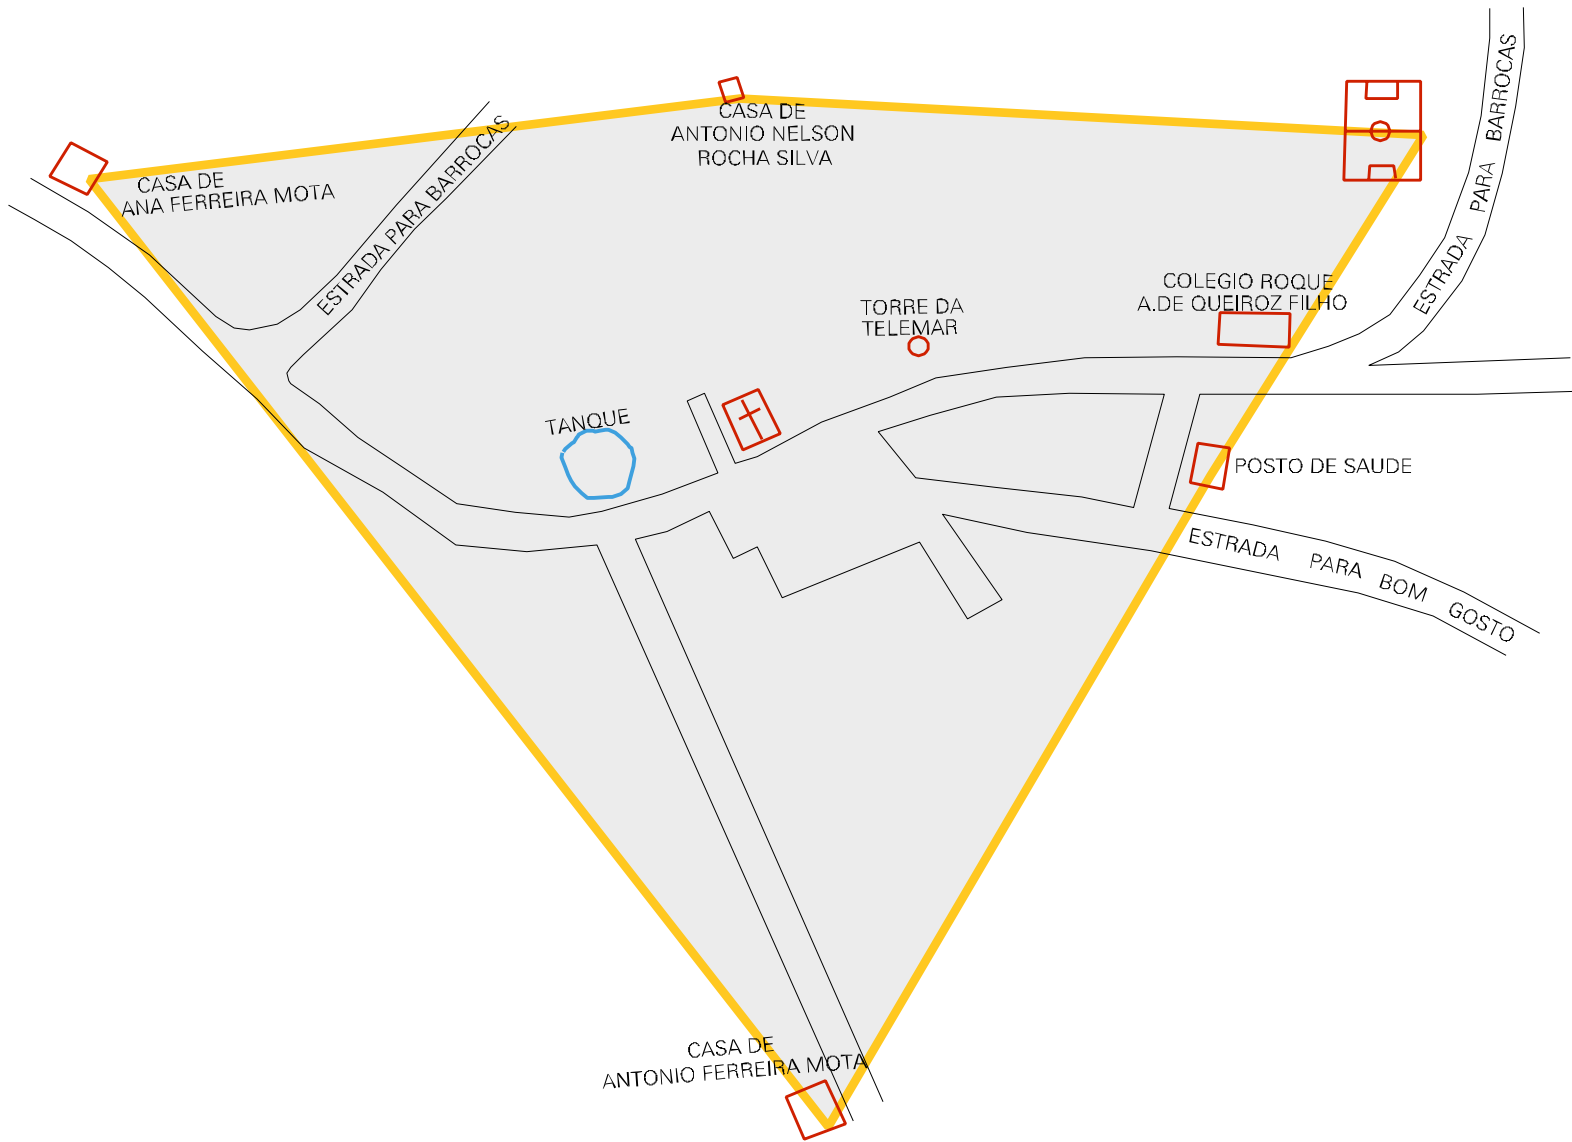 CASA DE
ANTONIO NELSON
ROCHA SILVA
CASA DE
ANA FERREIRA MOTA
ESTRADA PARA BARROCAS
ESTRADA PARA BARROCAS
COLEGIO ROQUE
A.DE QUEIROZ FILHO
TORRE DA
TELEMAR
TANQUE
POSTO DE SAUDE
ESTRADA PARA BOM GOSTO
CASA DE
ANTONIO FERREIRA MOTA